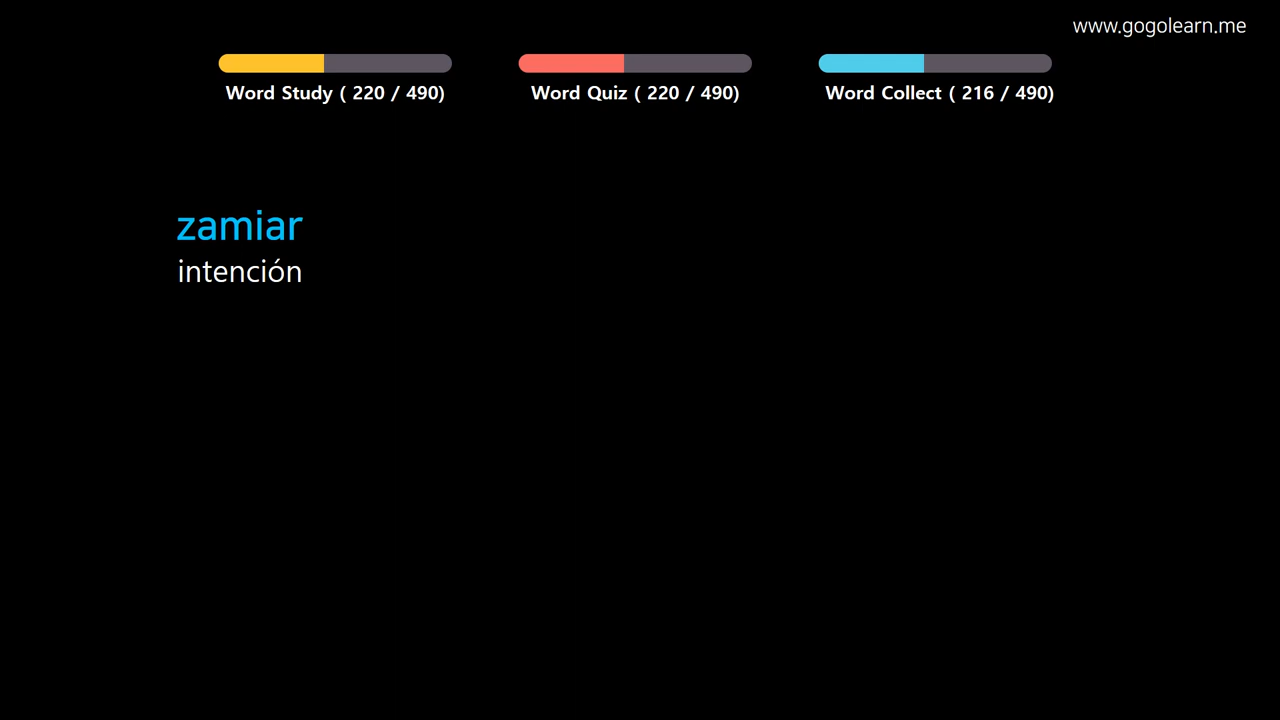 www.gogolearn.me
Word Study ( 220 / 490)
Word Quiz ( 220 / 490)
Word Collect ( 216 / 490)
zamiar
intención